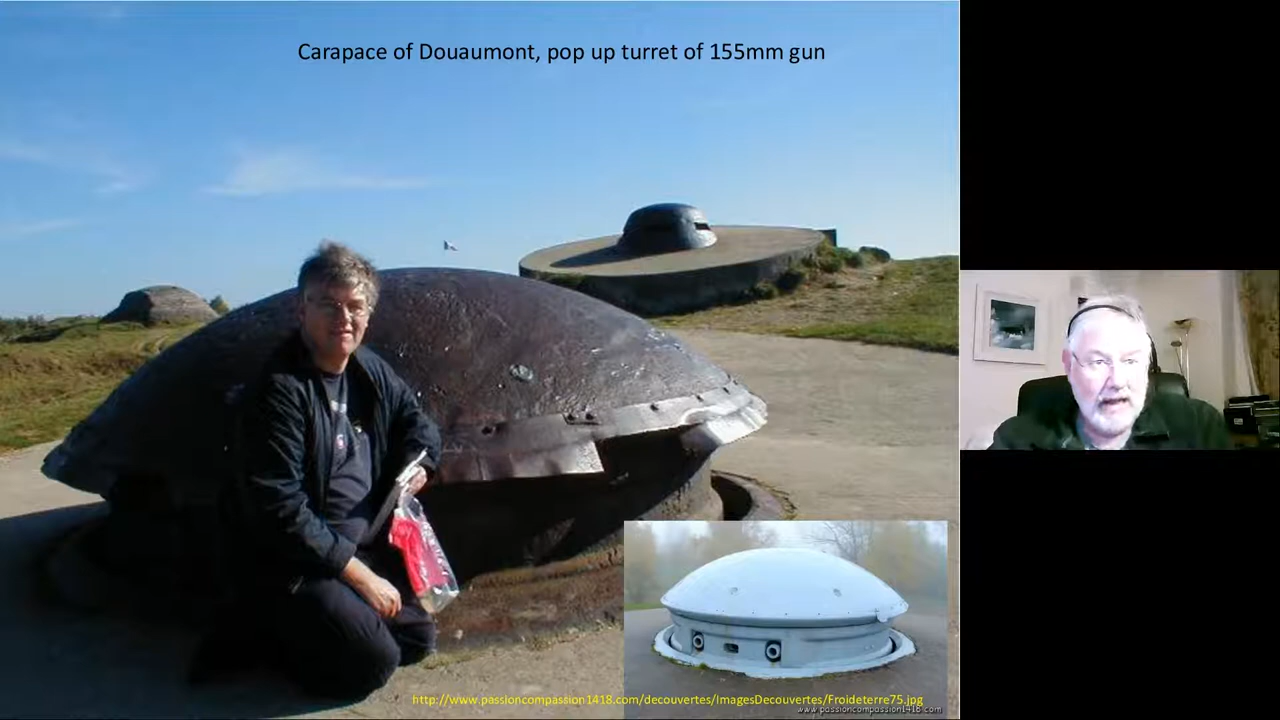 Carapace of Douaumont, pop up turret of 155mm gun
http://www.passioncompassion1418.com/decouvertes/ImagesDecouvertes/Froideterre75.jpg
www.passioncompassion1418.com